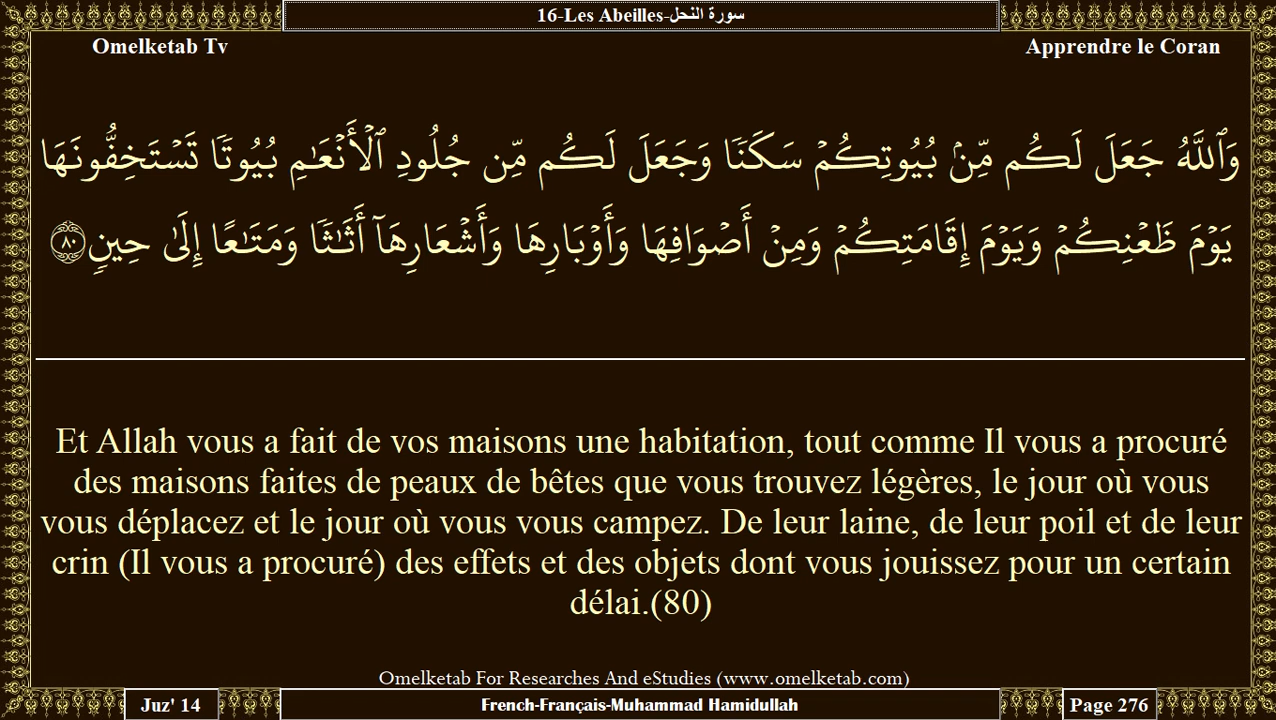 16-Les Abeilles-سورة النحل
Omelketab Tv
Apprendre le Coran
وَٱللَّهُ جَعَلَ لَكُم مِّنۢ بُيُوتِكُمۡ سَكَنٗا وَجَعَلَ لَكُم مِّن جُلُودِ ٱلۡأَنۡعَٰمِ بُيُوتٗا تَسۡتَخِفُّونَهَا
يَوۡمَ ظَعۡنِكُمۡ وَيَوۡمَ إِقَامَتِكُمۡ وَمِنۡ أَصۡوَافِهَا وَأَوۡبَارِهَا وَأَشۡعَارِهَآ أَثَٰثٗا وَمَتَٰعًا إِلَىٰ حِينٖ ٨٠
Et Allah vous a fait de vos maisons une habitation, tout comme Il vous a procuré
des maisons faites de peaux de bêtes que vous trouvez légères, le jour où vous
vous déplacez et le jour où vous vous campez. De leur laine, de leur poil et de leur
crin (Il vous a procuré) des effets et des objets dont vous jouissez pour un certain
délai.(80)
Omelketab For Researches And eStudies (www.omelketab.com)
Juz' 14
French-Français-Muhammad Hamidullah
Page 276